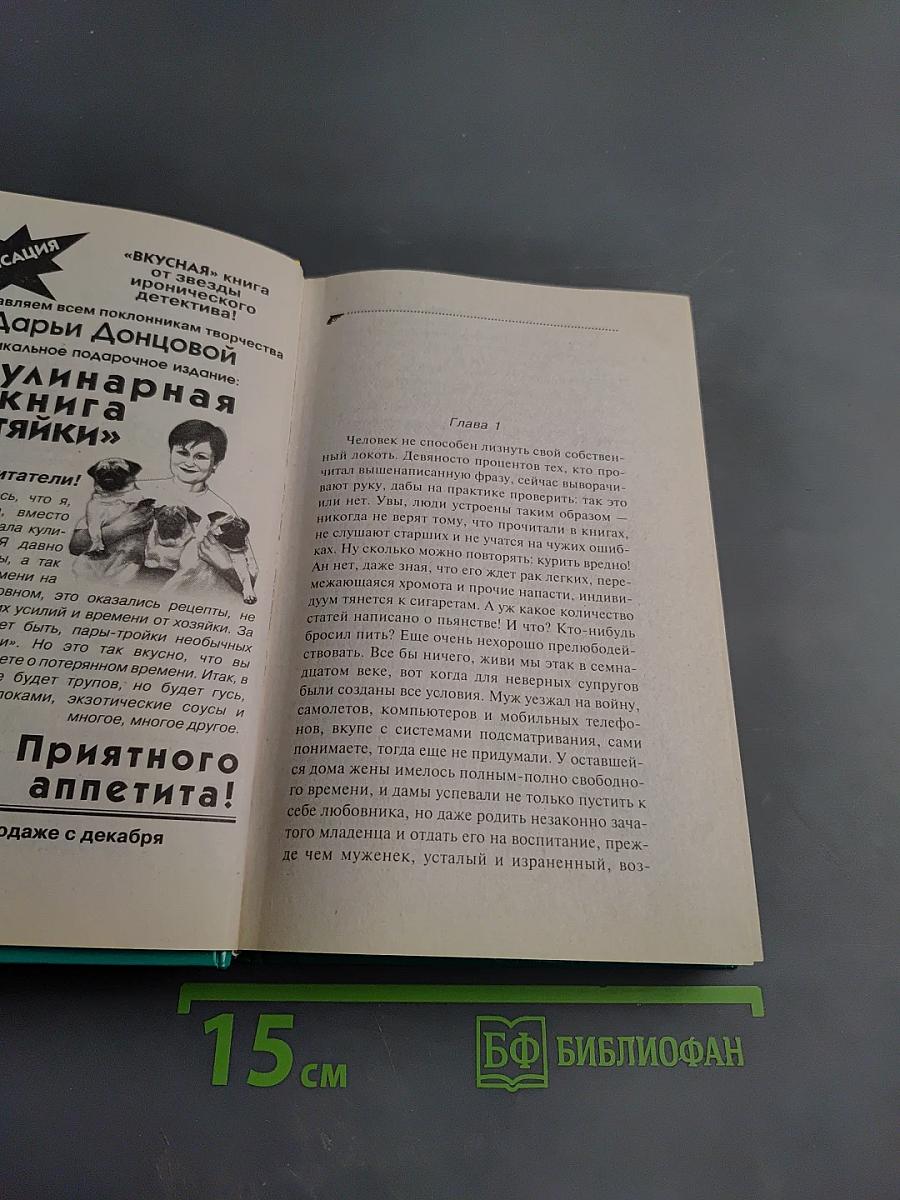 САЦИЯ
«ВКУСНАЯ» книга
от звезды
иронического
детектива!
авляем всем поклонникам творчества
Дарьи Донцовой
икальное подарочное издание:
улинарная
книга
тяйки»
итатели!
сь, что я,
вместо
ала кули-
Я давно
ы, а так
мени на
овном, это оказались рецепты, не
их усилий и времени от хозяйки. За
ет быть, пары-тройки необычных
и». Но это так вкусно, что вы
ете о потерянном времени. Итак, в
е будет трупов, но будет гусь,
локами, экзотические соусы и
многое, многое другое.
Приятного
аппетита!
одаже с декабря
Глава 1
Человек не способен лизнуть свой собствен-
ный локоть. Девяносто процентов тех, кто про-
читал вышенаписанную фразу, сейчас выворачи-
вают руку, дабы на практике проверить: так это
или нет. Увы, люди устроены таким образом —
никогда не верят тому, что прочитали в книгах,
не слушают старших и не учатся на чужих ошиб-
ках. Ну сколько можно повторять: курить вредно!
Ан нет, даже зная, что его ждет рак легких, пере-
межающаяся хромота и прочие напасти, индиви-
дуум тянется к сигаретам. А уж какое количество
статей написано о пьянстве! И что? Кто-нибудь
бросил пить? Еще очень нехорошо прелюбодей-
ствовать. Все бы ничего, живи мы этак в семна-
дцатом веке, вот когда для неверных супругов
были созданы все условия. Муж уезжал на войну,
самолетов, компьютеров и мобильных телефо-
нов, вкупе с системами подсматривания, сами
понимаете, тогда еще не придумали. У оставшей-
ся дома жены имелось полным-полно свободно-
го времени, и дамы успевали не только пустить к
себе любовника, но даже родить незаконно зача-
того младенца и отдать его на воспитание, преж-
де чем муженек, усталый и израненный, воз-
15 см
БФ БИБЛИОФАН